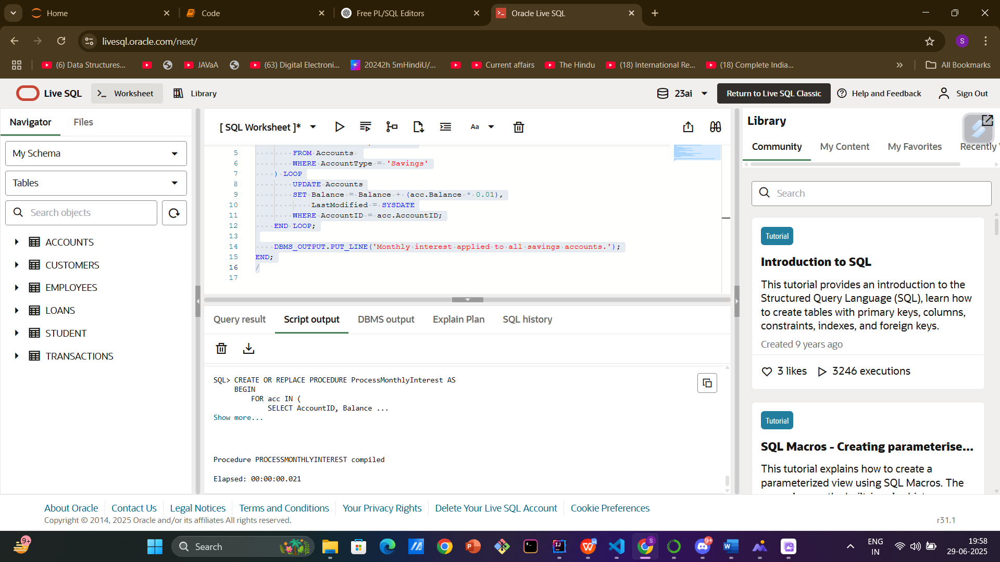 Home
Code
Free PL/SQL Editors
Oracle Live SQL
livesql.oracle.com/next/
S
(6) Data Structures...
JAVaA
(63) Digital Electroni...
20242h 5mHindiU/...
Current affairs
The Hindu
(18) International Re...
(18) Complete India...
All Bookmarks
Live SQL
Worksheet
Library
23ai
Return to Live SQL Classic
Help and Feedback
Sign Out
Navigator
Files
My Schema
Tables
Search objects
ACCOUNTS
CUSTOMERS
EMPLOYEES
LOANS
STUDENT
TRANSACTIONS
[ SQL Worksheet ]*
Aa
5 FROM Accounts
6 WHERE AccountType = 'Savings'
7 ) LOOP
8 UPDATE Accounts
9 SET Balance = Balance + (acc.Balance * 0.01),
10 LastModified = SYSDATE
11 WHERE AccountID = acc.AccountID;
12 END LOOP;
13
14 DBMS_OUTPUT.PUT_LINE('Monthly interest applied to all savings accounts.');
15 END;
16 /
17
Query result
Script output
DBMS output
Explain Plan
SQL history
SQL> CREATE OR REPLACE PROCEDURE ProcessMonthlyInterest AS
BEGIN
FOR acc IN (
SELECT AccountID, Balance ...
Show more...
Procedure PROCESSMONTHLYINTEREST compiled
Elapsed: 00:00:00.021
Library
Community
My Content
My Favorites
Recently
Search
Tutorial
Introduction to SQL
This tutorial provides an introduction to the
Structured Query Language (SQL), learn how
to create tables with primary keys, columns,
constraints, indexes, and foreign keys.
Created 9 years ago
3 likes
3246 executions
Tutorial
SQL Macros - Creating parameterise...
This tutorial explains how to create a
parameterized view using SQL Macros. The
About Oracle
Contact Us
Legal Notices
Terms and Conditions
Your Privacy Rights
Delete Your Live SQL Account
Cookie Preferences
Copyright © 2014, 2025 Oracle and/or its affiliates All rights reserved.
r31.1
9+
Search
9+
ENG
IN
19:58
29-06-2025